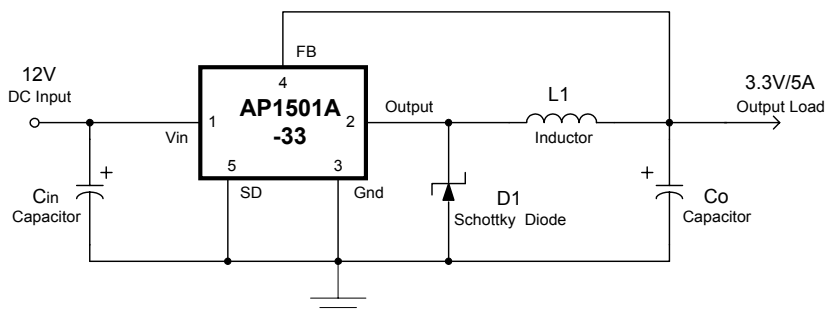 FB
12V
DC Input
4
AP1501A
-33
1
2
Vin
Output
L1
Inductor
3.3V/5A
Output Load
5
3
SD
Gnd
+
Cin
Capacitor
D1
Schottky Diode
+
Co
Capacitor